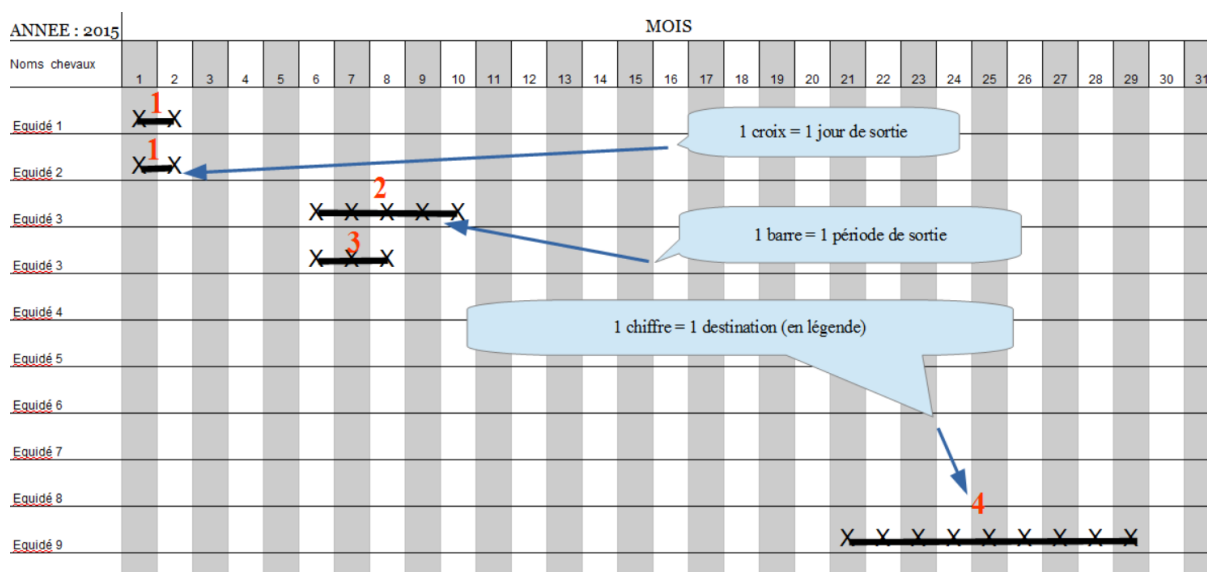 ANNEE : 2015 MOIS
Noms chevaux 1 2 3 4 5 6 7 8 9 10 11 12 13 14 15 16 17 18 19 20 21 22 23 24 25 26 27 28 29 30 31
1
Equidé 1 X X
1 croix = 1 jour de sortie
1
Equidé 2 X X
2
Equidé 3 X X X X X
1 barre = 1 période de sortie
3
Equidé 3 X X X
Equidé 4
1 chiffre = 1 destination (en légende)
Equidé 5
Equidé 6
Equidé 7
Equidé 8
4
Equidé 9 X X X X X X X X X